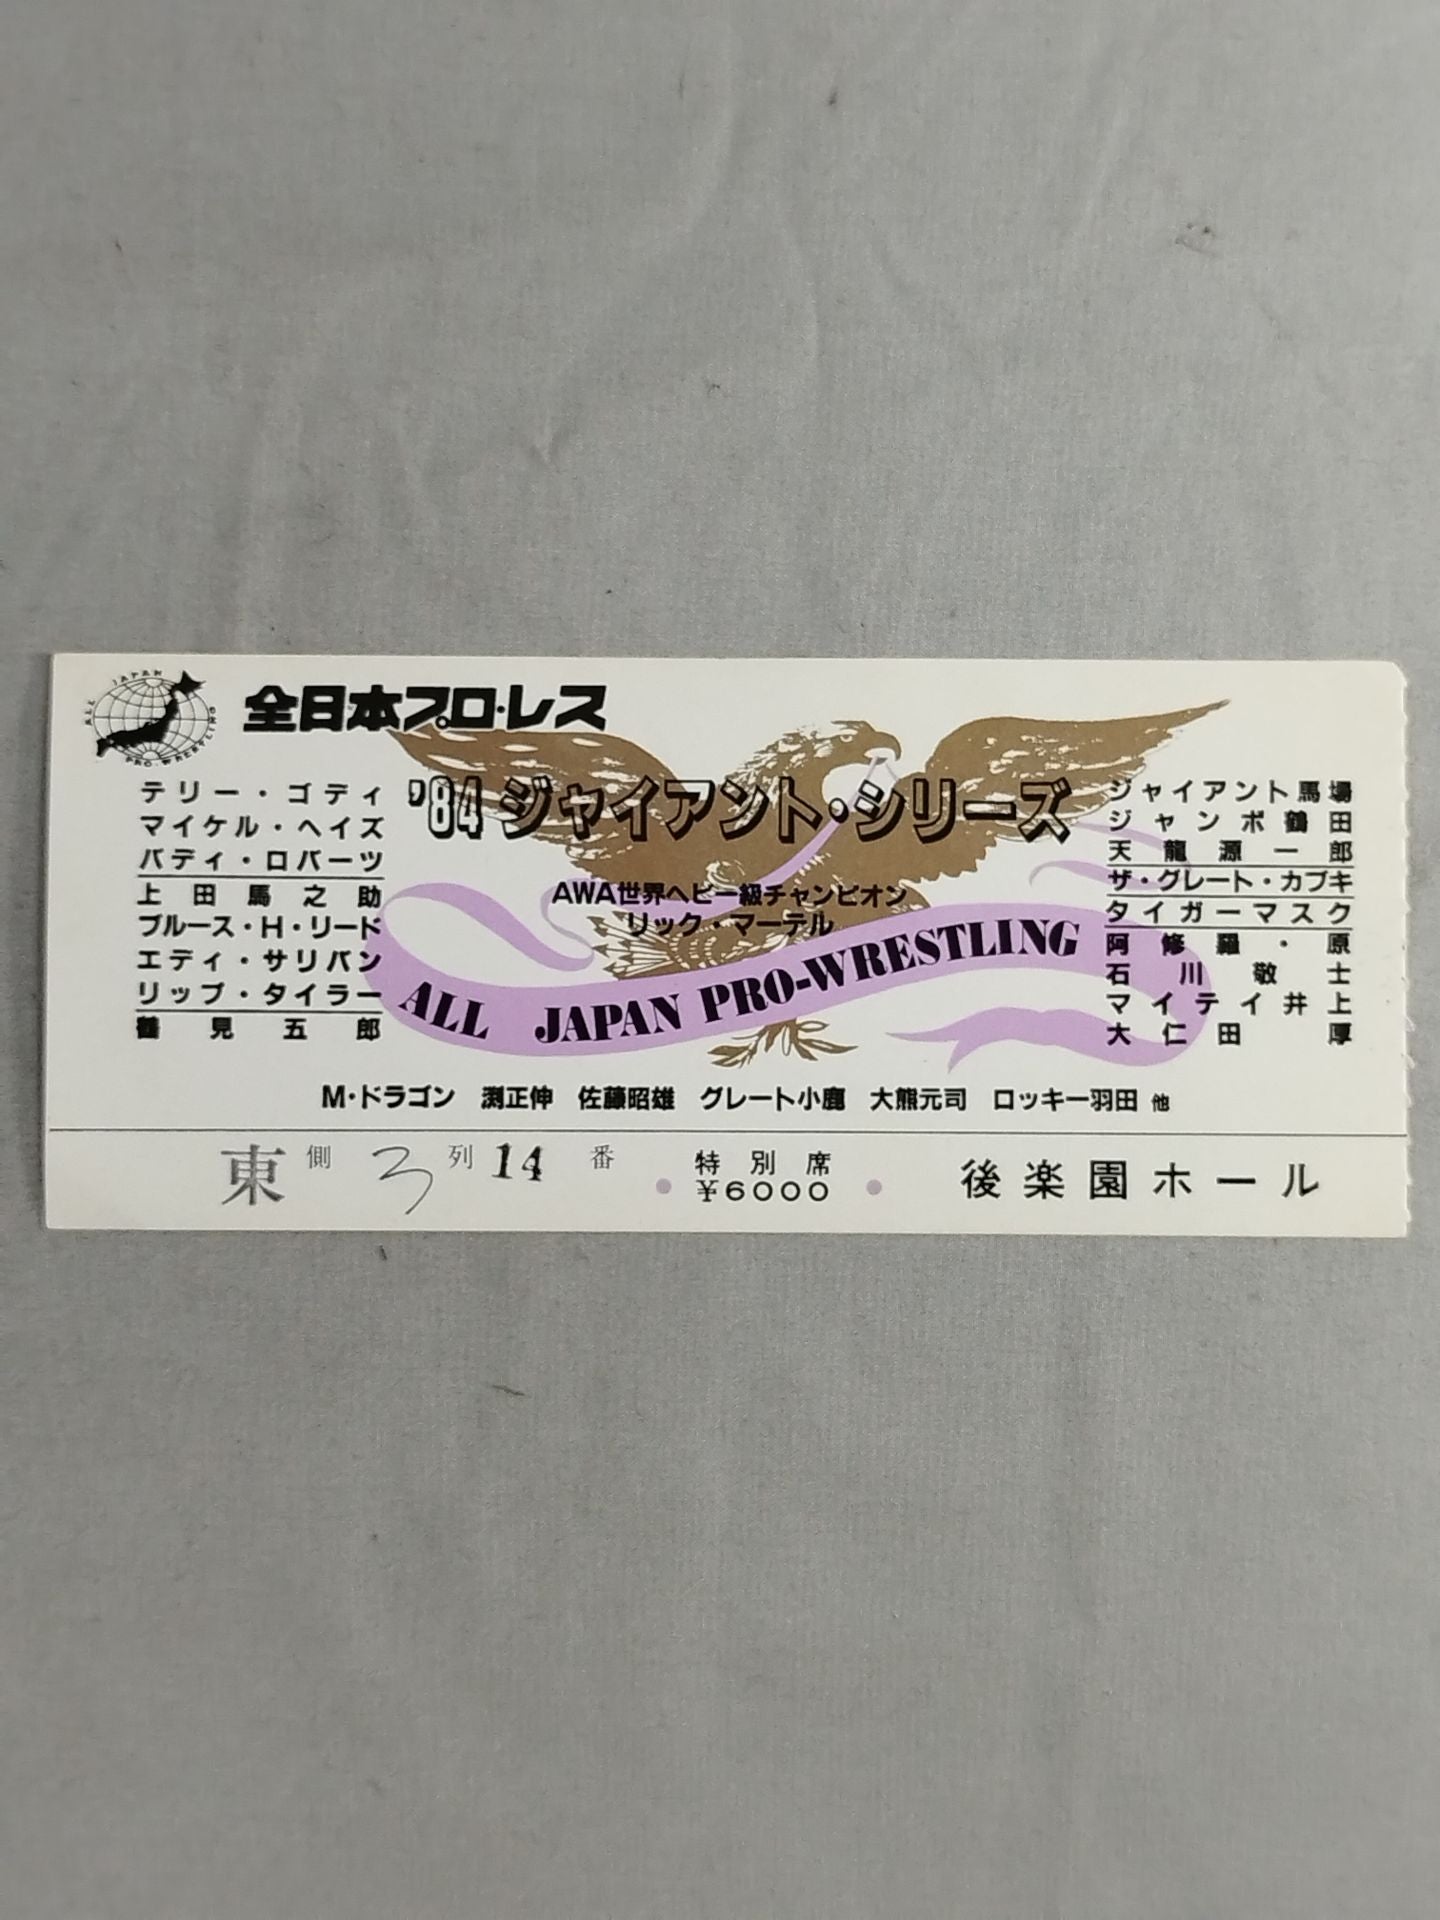 ALL JAPAN PRO-WRESTLING
全日本プロ・レス
'84 ジャイアント・シリーズ
AWA世界ヘビー級チャンピオン
リック・マーテル
ALL JAPAN PRO-WRESTLING
テリー・ゴディ
マイケル・ヘイズ
バディ・ロバーツ
上田馬之助
ブルース・H・リード
エディ・サリバン
リップ・タイラー
鶴見五郎
ジャイアント馬場
ジャンボ鶴田
天龍源一郎
ザ・グレート・カブキ
タイガーマスク
阿修羅・原
石川敬士
マイティ井上
大仁田厚
M・ドラゴン 渕正伸 佐藤昭雄 グレート小鹿 大熊元司 ロッキー羽田 他
東 側 3 列 14 番
特別席
¥6000
後楽園ホール